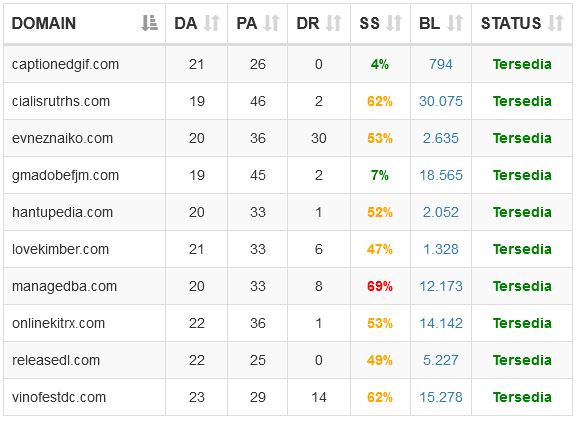 DOMAIN DA PA DR SS BL STATUS
captionedgif.com 21 26 0 4% 794 Tersedia
cialisrutrhs.com 19 46 2 62% 30.075 Tersedia
evneznaiko.com 20 36 30 53% 2.635 Tersedia
gmadobefjm.com 19 45 2 7% 18.565 Tersedia
hantupedia.com 20 33 1 52% 2.052 Tersedia
lovekimber.com 21 33 6 47% 1.328 Tersedia
managedba.com 20 33 8 69% 12.173 Tersedia
onlinekitrx.com 22 36 1 53% 14.142 Tersedia
releasedl.com 22 25 0 49% 5.227 Tersedia
vinofestdc.com 23 29 14 62% 15.278 Tersedia